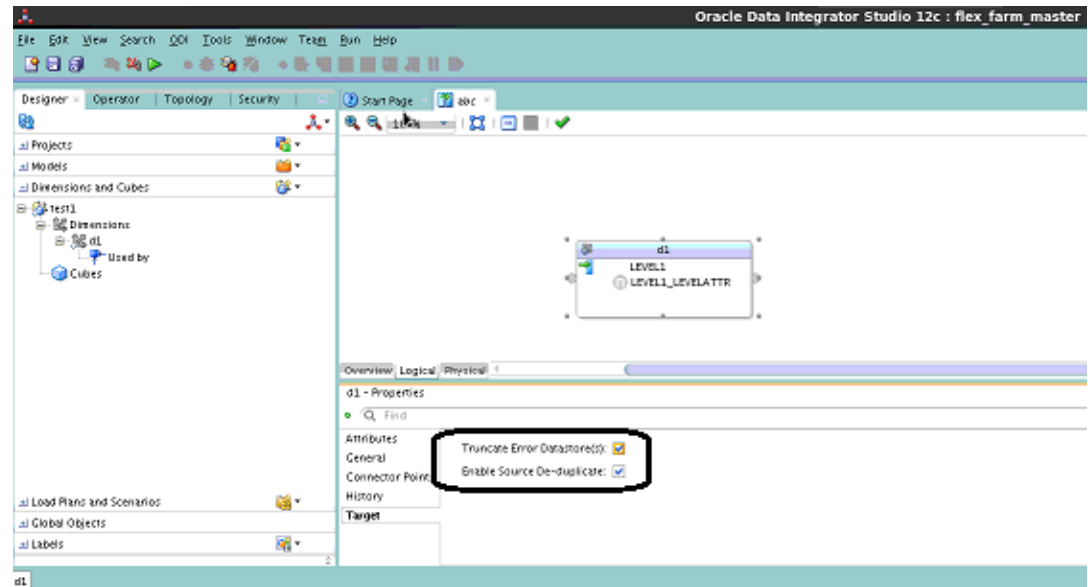 Oracle Data Integrator Studio 12c : flex_farm_master
File Edit View Search ODI Tools Window Team Run Help
Designer Operator Topology Security
Start Page abc
Projects
Models
Dimensions and Cubes
test1
Dimensions
d1
Used by
Cubes
d1
LEVEL1
LEVEL1_LEVELATTR
Overview Logical Physical
d1 - Properties
Find
Attributes
General
Connector Point
History
Target
Truncate Error Datastore(s):
Enable Source De-duplicate:
Load Plans and Scenarios
Global Objects
Labels
d1